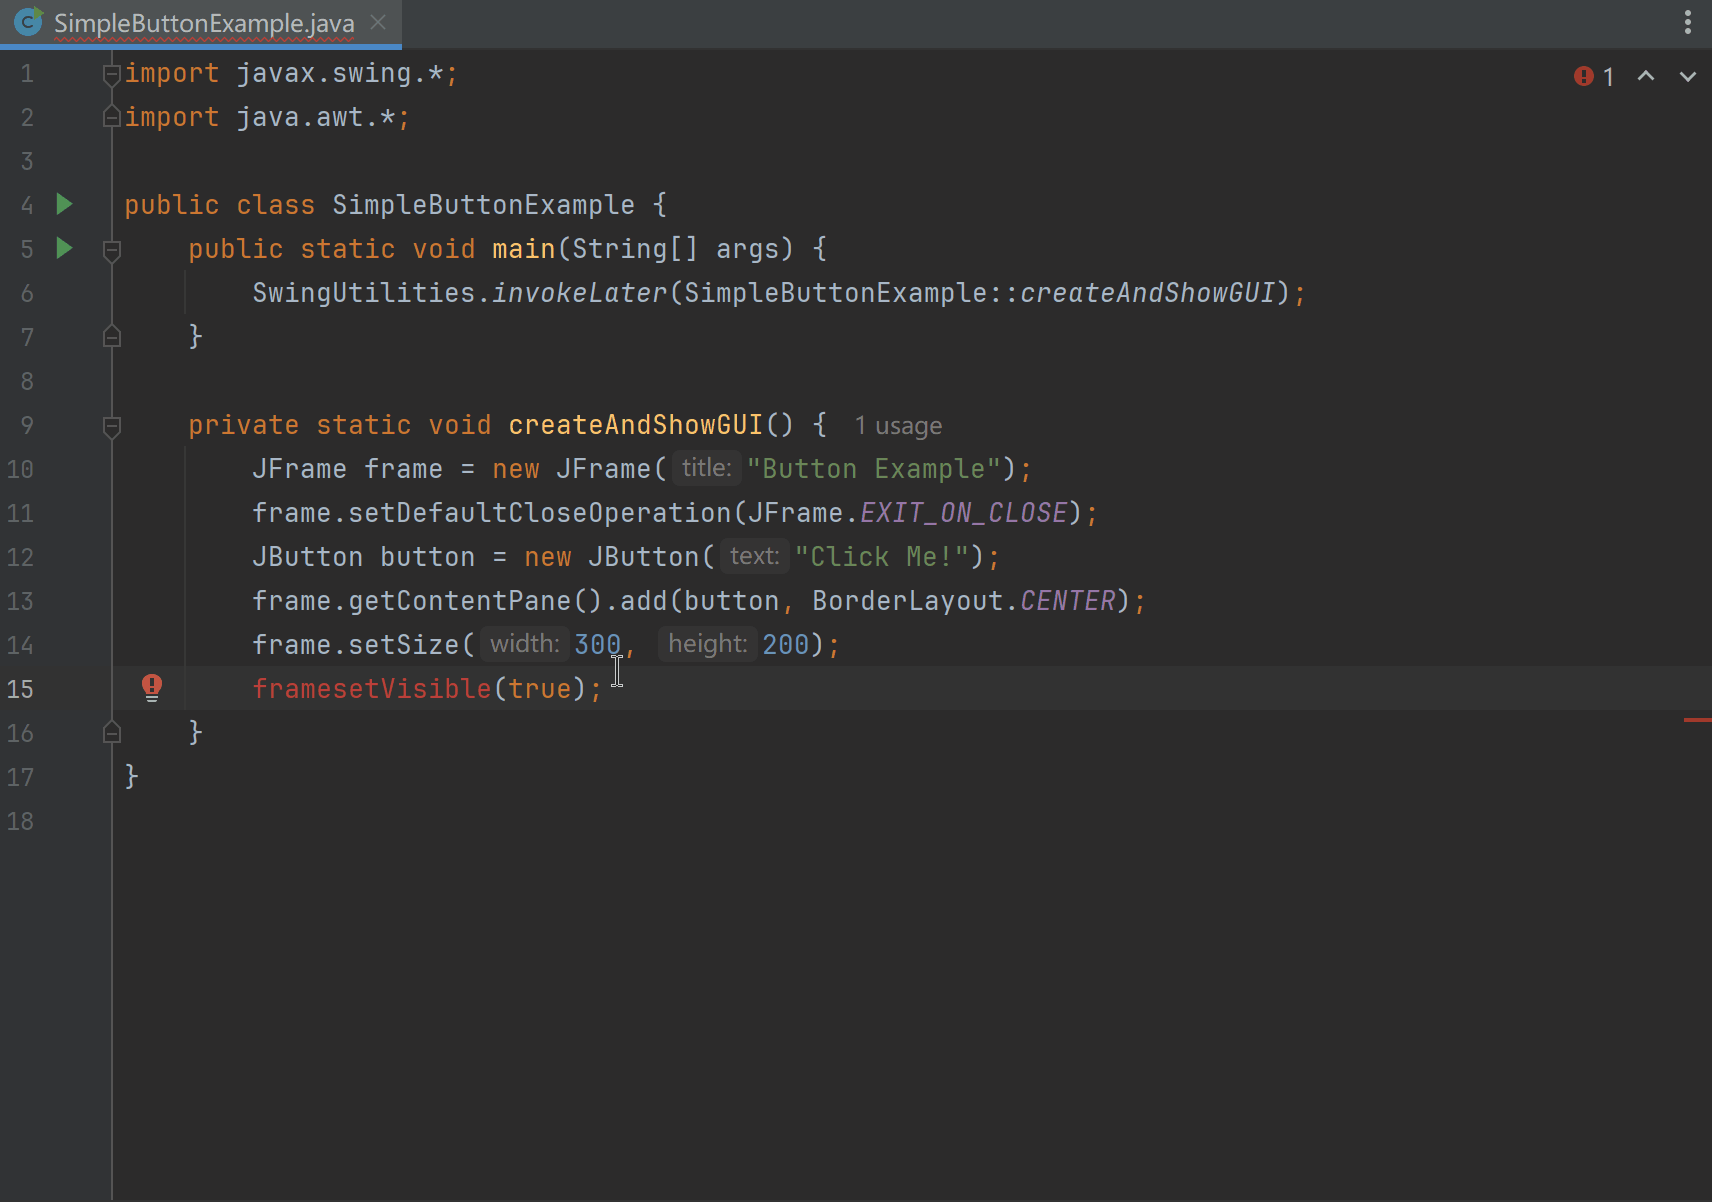 SimpleButtonExample.java
1 import javax.swing.*; 1
2 import java.awt.*;
3
4 public class SimpleButtonExample {
5 public static void main(String[] args) {
6 SwingUtilities.invokeLater(SimpleButtonExample::createAndShowGUI);
7 }
8
9 private static void createAndShowGUI() { 1 usage
10 JFrame frame = new JFrame( title: "Button Example");
11 frame.setDefaultCloseOperation(JFrame.EXIT_ON_CLOSE);
12 JButton button = new JButton( text: "Click Me!");
13 frame.getContentPane().add(button, BorderLayout.CENTER);
14 frame.setSize( width: 300, height: 200);
15 framesetVisible(true);
16 }
17 }
18